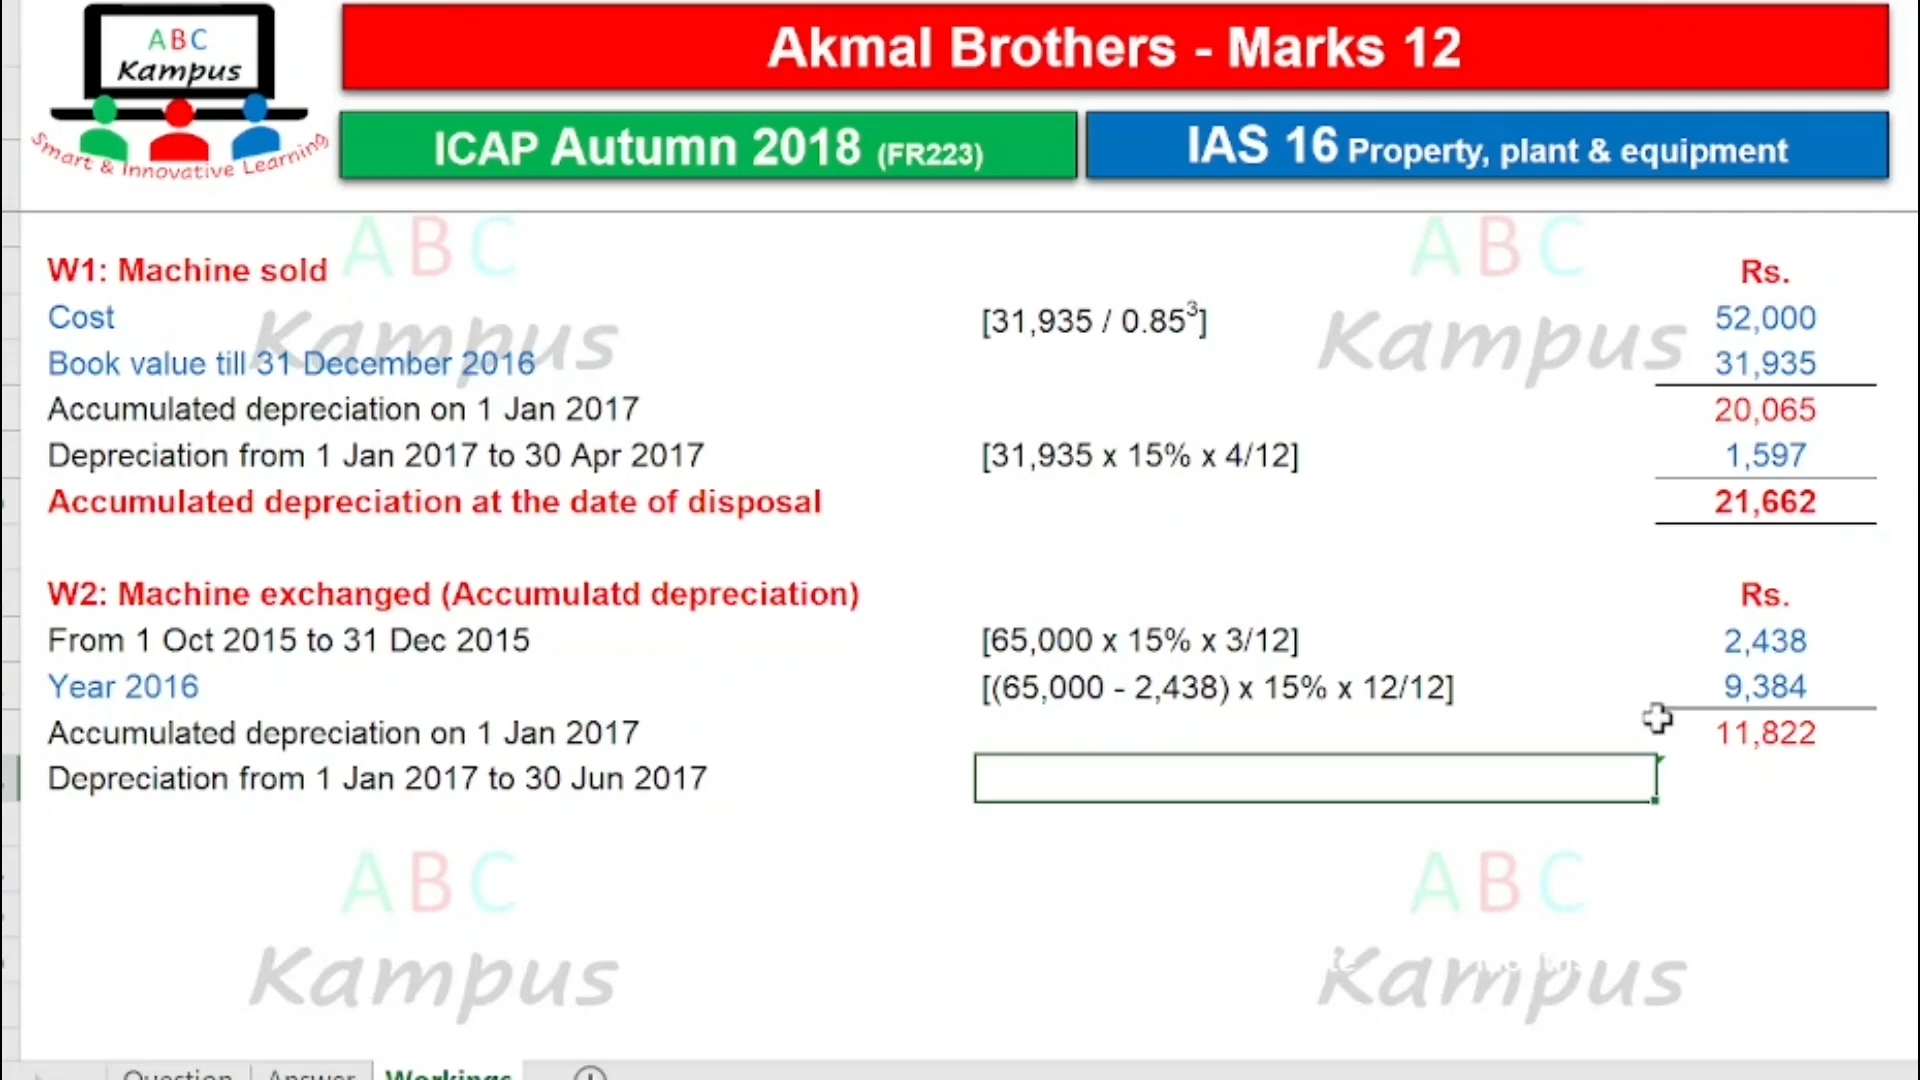 ABC
Kampus
Smart & Innovative Learning
Akmal Brothers - Marks 12
ICAP Autumn 2018 (FR223)
IAS 16 Property, plant & equipment
ABC
Kampus
ABC
Kampus
W1: Machine sold Rs.
Cost [31,935 / 0.85³] 52,000
Book value till 31 December 2016 31,935
Accumulated depreciation on 1 Jan 2017 20,065
Depreciation from 1 Jan 2017 to 30 Apr 2017 [31,935 x 15% x 4/12] 1,597
Accumulated depreciation at the date of disposal 21,662
W2: Machine exchanged (Accumulatd depreciation) Rs.
From 1 Oct 2015 to 31 Dec 2015 [65,000 x 15% x 3/12] 2,438
Year 2016 [(65,000 - 2,438) x 15% x 12/12] 9,384
Accumulated depreciation on 1 Jan 2017 11,822
Depreciation from 1 Jan 2017 to 30 Jun 2017
ABC
Kampus
ABC
Kampus
Question Answer Workings